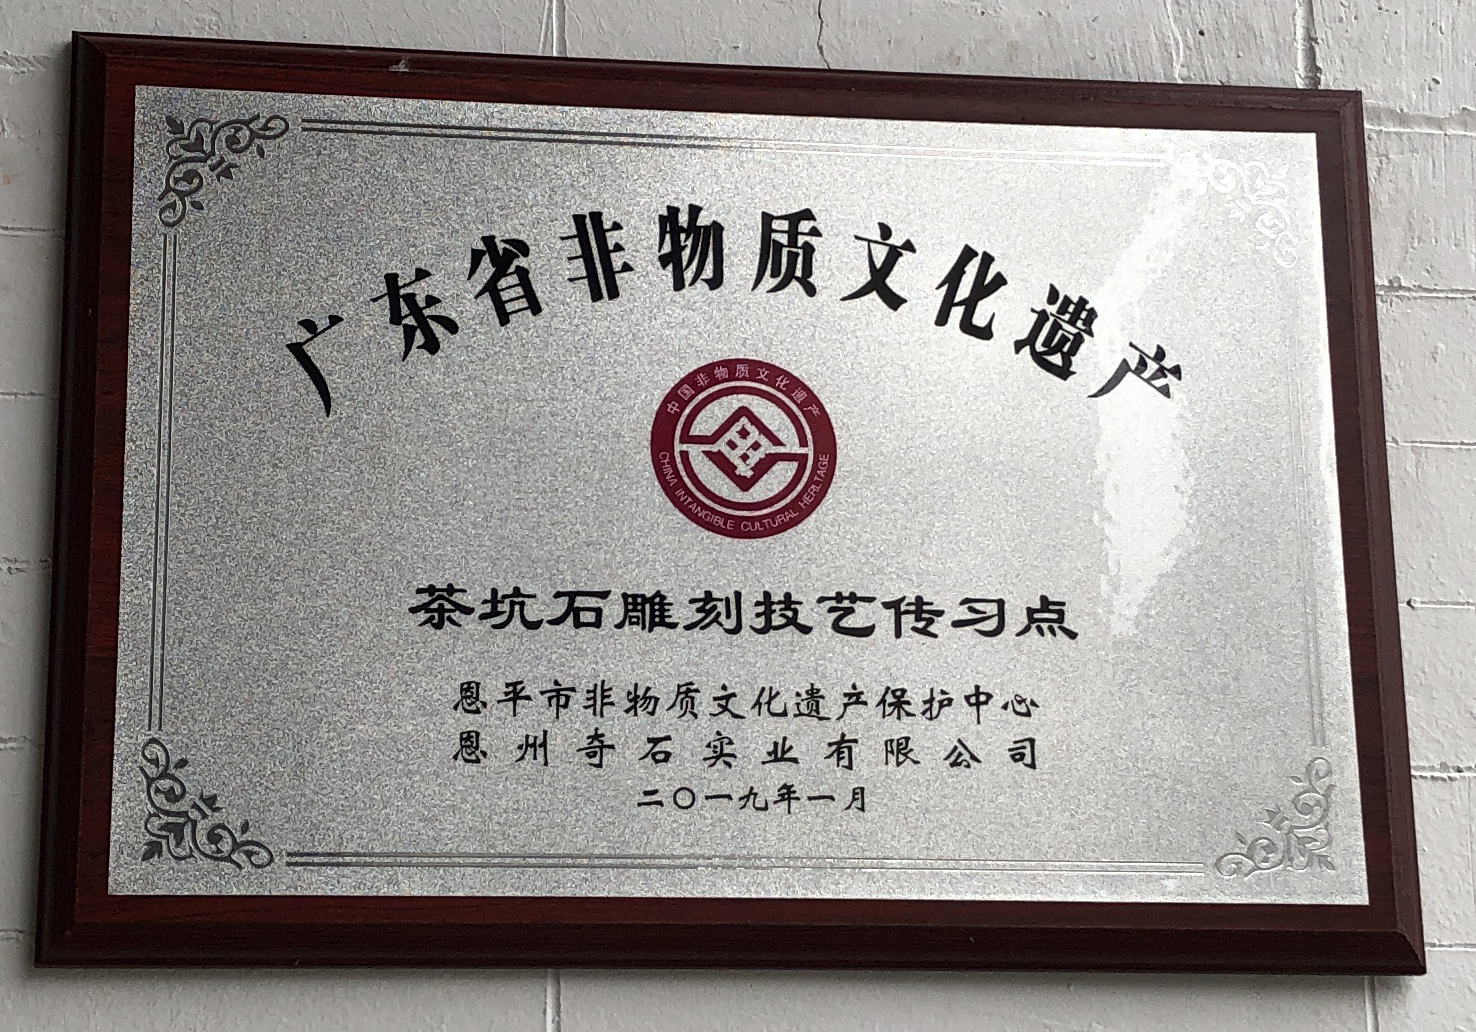 广东省非物质文化遗产
中国非物质文化遗产
CHINA INTANGIBLE CULTURAL HERITAGE
茶坑石雕刻技艺传习点
恩平市非物质文化遗产保护中心
恩州奇石实业有限公司
二〇一九年一月